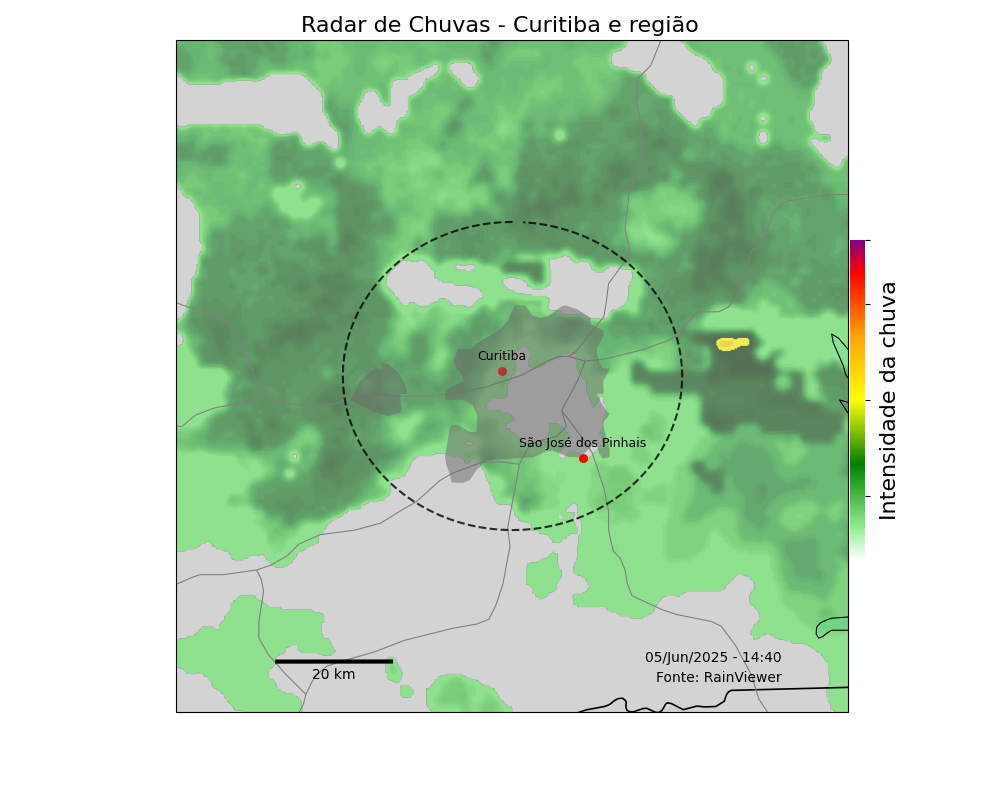 Radar de Chuvas - Curitiba e região
Curitiba
São José dos Pinhais
Intensidade da chuva
20 km
05/Jun/2025 - 14:40
Fonte: RainViewer